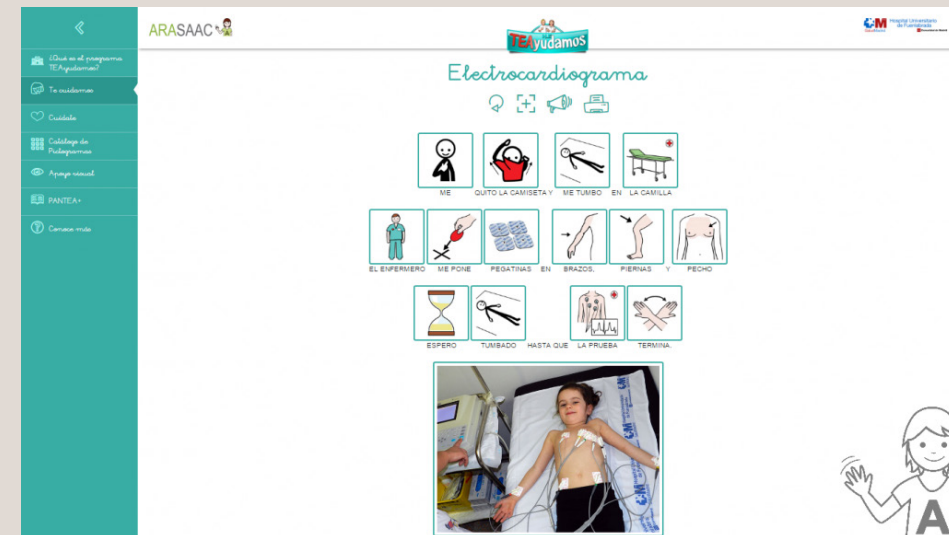 ARASAAC
TEAyudamos
Hospital Universitario
de Fuenlabrada
¿Qué es el programa
TEAyudamos?
Te cuidamos
Cuídate
Catálogo de
Pictogramas
Apoyo visual
PANTEA+
Conoce más
Electrocardiograma
ME QUITO LA CAMISETA Y ME TUMBO EN LA CAMILLA
EL ENFERMERO ME PONE PEGATINAS EN BRAZOS, PIERNAS Y PECHO
ESPERO TUMBADO HASTA QUE LA PRUEBA TERMINA.
A